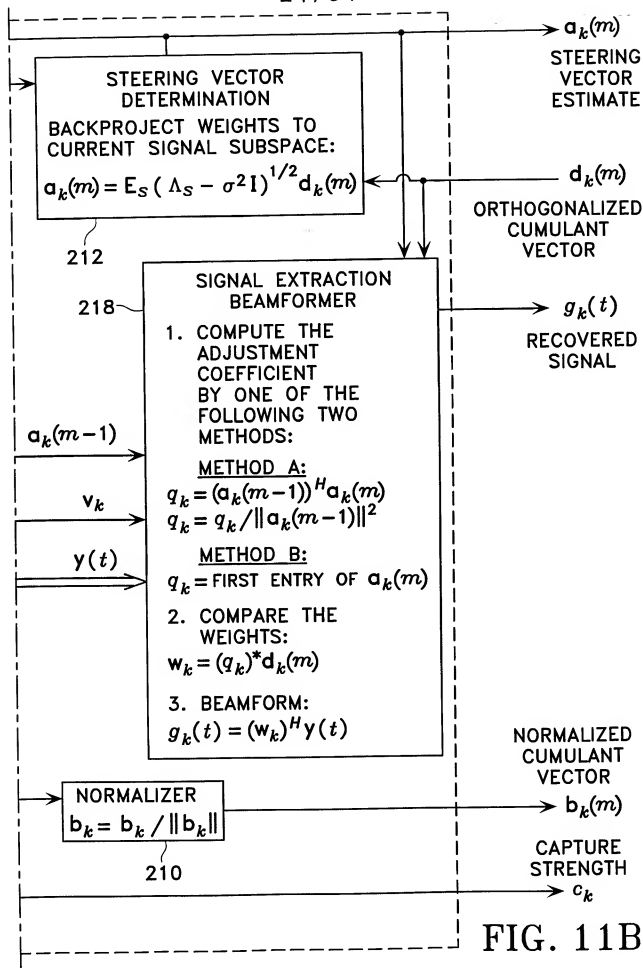 a_k(m)
STEERING
VECTOR
ESTIMATE
STEERING VECTOR
DETERMINATION
BACKPROJECT WEIGHTS TO
CURRENT SIGNAL SUBSPACE:
a_k(m) = E_S (Λ_S − σ²I)^{1/2} d_k(m)
212
d_k(m)
ORTHOGONALIZED
CUMULANT
VECTOR
218
SIGNAL EXTRACTION
BEAMFORMER
1. COMPUTE THE
ADJUSTMENT
COEFFICIENT
BY ONE OF THE
FOLLOWING TWO
METHODS:
METHOD A:
q_k = (a_k(m−1))^H a_k(m)
q_k = q_k / ||a_k(m−1)||²
METHOD B:
q_k = FIRST ENTRY OF a_k(m)
2. COMPARE THE
WEIGHTS:
w_k = (q_k)* d_k(m)
3. BEAMFORM:
g_k(t) = (w_k)^H y(t)
g_k(t)
RECOVERED
SIGNAL
a_k(m−1)
v_k
y(t)
NORMALIZER
b_k = b_k / ||b_k||
210
NORMALIZED
CUMULANT
VECTOR
b_k(m)
CAPTURE
STRENGTH
c_k
FIG. 11B